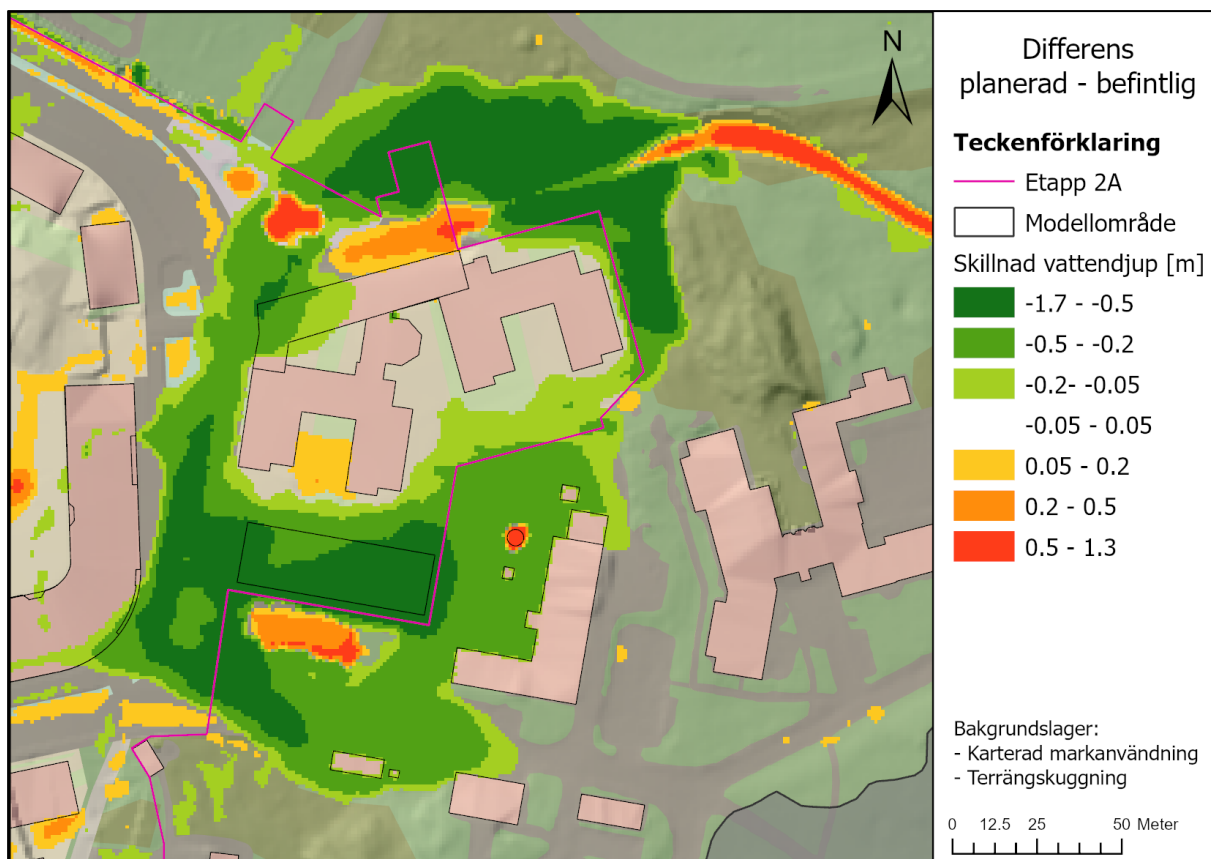 N
Differens
planerad - befintlig
Teckenförklaring
Etapp 2A
Modellområde
Skillnad vattendjup [m]
-1.7 - -0.5
-0.5 - -0.2
-0.2- -0.05
-0.05 - 0.05
0.05 - 0.2
0.2 - 0.5
0.5 - 1.3
Bakgrundslager:
- Karterad markanvändning
- Terrängskuggning
0 12.5 25 50 Meter